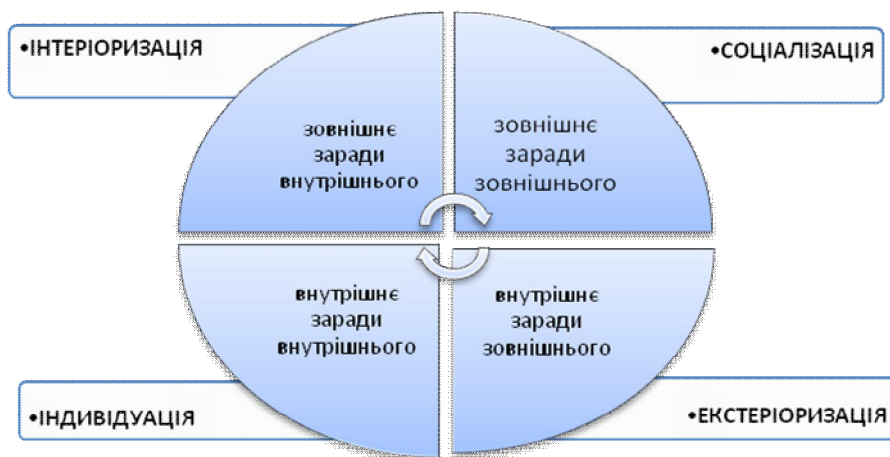 •ІНТЕРІОРИЗАЦІЯ
•СОЦІАЛІЗАЦІЯ
зовнішнє
заради
внутрішнього
зовнішнє
заради
зовнішнього
внутрішнє
заради
внутрішнього
внутрішнє
заради
зовнішнього
•ІНДИВІДУАЦІЯ
•ЕКСТЕРІОРИЗАЦІЯ